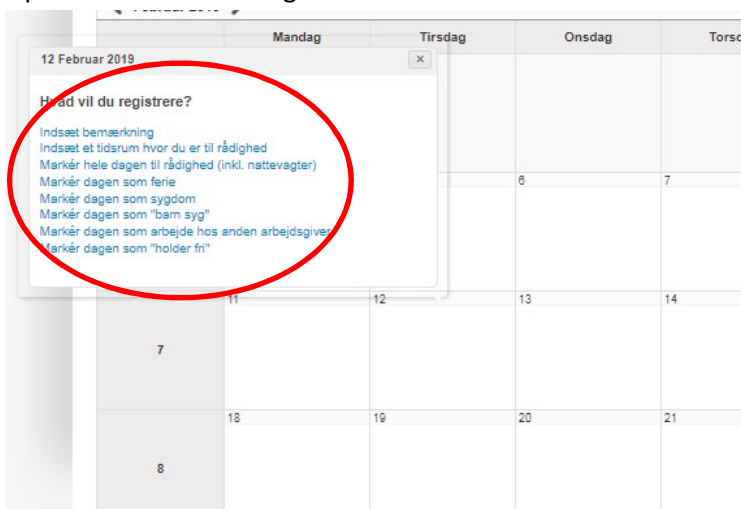 Februar 2019
Mandag Tirsdag Onsdag
12 Februar 2019
Hvad vil du registrere?
Indsæt bemærkning
Indsæt et tidsrum hvor du er til rådighed
Markér hele dagen til rådighed (inkl. nattevagter)
Markér dagen som ferie
Markér dagen som sygdom
Markér dagen som "barn syg"
Markér dagen som arbejde hos anden arbejdsgiver
Markér dagen som "holder fri"
6 7
11 12 13 14
7
18 19 20 21
8